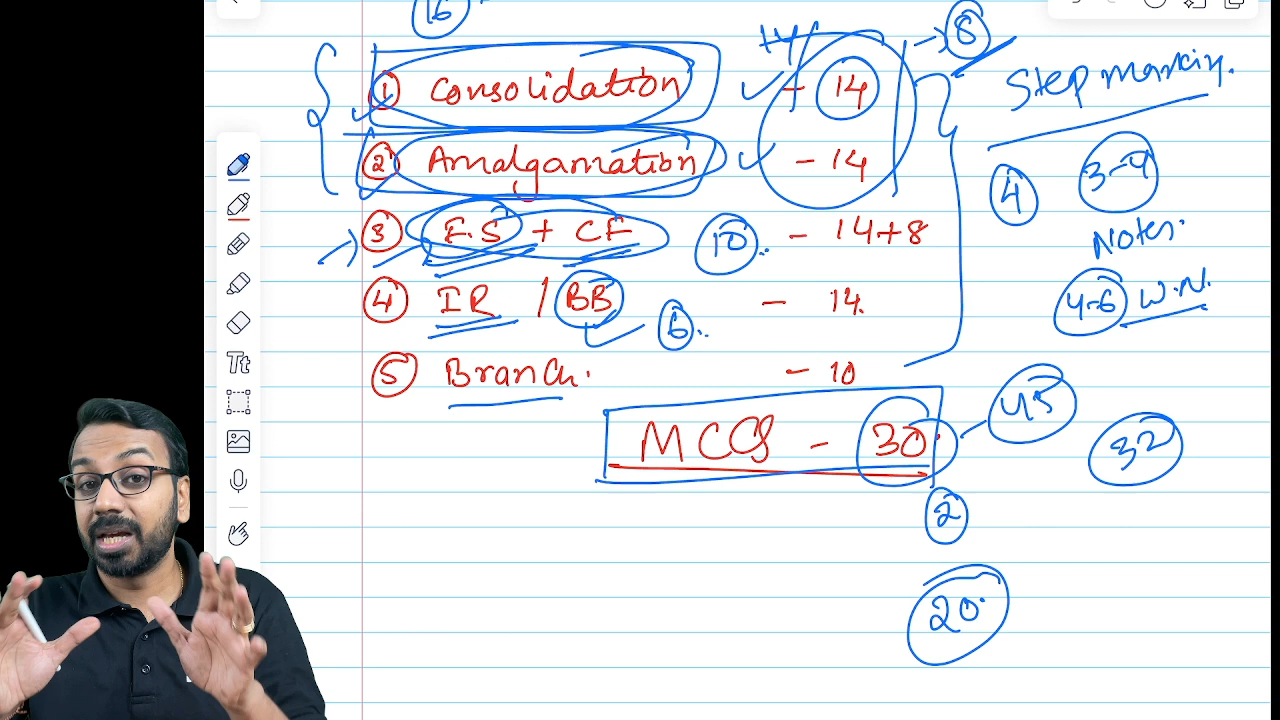 16
① Consolidation - 14
14
→ 8
Step marking.
② Amalgamation - 14
4
3-4
Notes.
③ F.S + CF 10 - 14+8
④ IR / BB 6 - 14.
4-6 W.N.
⑤ Branch. - 10
MCQ - 30
45
32
2
20
Tt